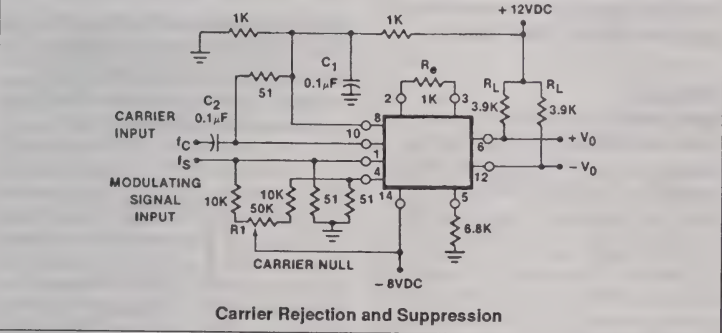 + 12VDC
1K
1K
C1
0.1µF
Re
1K
2
3
RL
3.9K
RL
3.9K
51
C2
0.1µF
CARRIER
INPUT
fC
8
10
6
+ VO
fS
1
MODULATING
SIGNAL
INPUT
4
12
– VO
10K
50K
10K
51
51
14
5
R1
6.8K
CARRIER NULL
– 8VDC
Carrier Rejection and Suppression